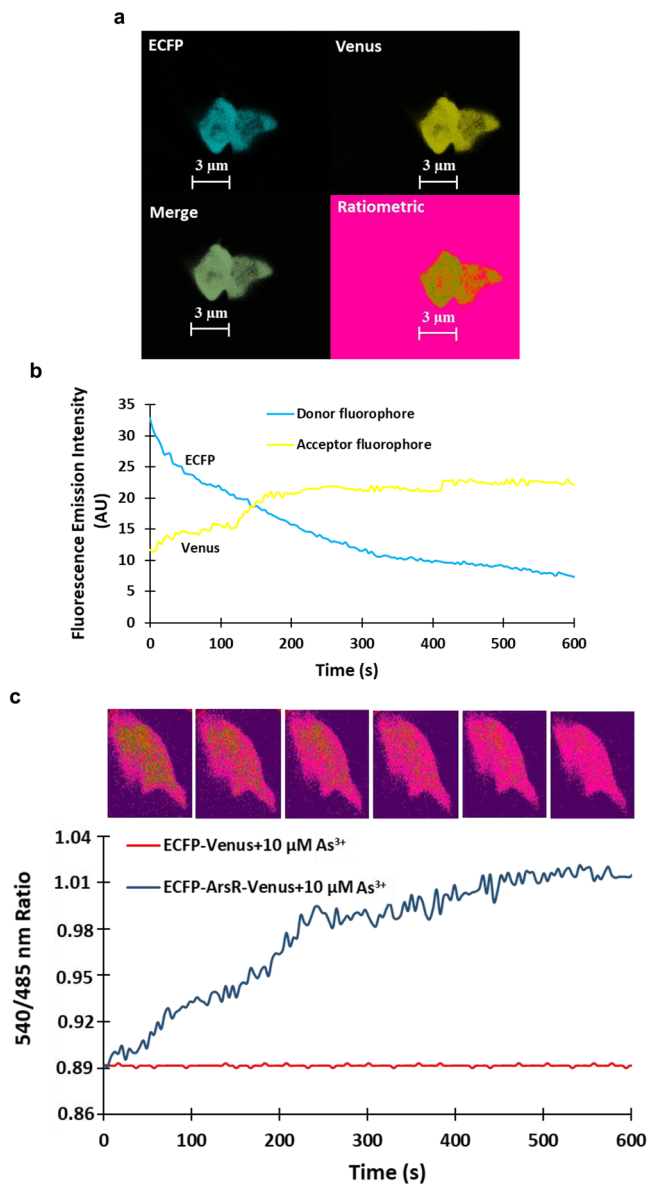 a
ECFP
Venus
3 μm
3 μm
Merge
Ratiometric
3 μm
3 μm
b
Fluorescence Emission Intensity
(AU)
35
30
25
20
15
10
5
0
Donor fluorophore
Acceptor fluorophore
ECFP
Venus
0
100
200
300
400
500
600
Time (s)
c
540/485 nm Ratio
1.04
1.01
0.98
0.95
0.92
0.89
0.86
ECFP-Venus+10 μM As³⁺
ECFP-ArsR-Venus+10 μM As³⁺
0
100
200
300
400
500
600
Time (s)